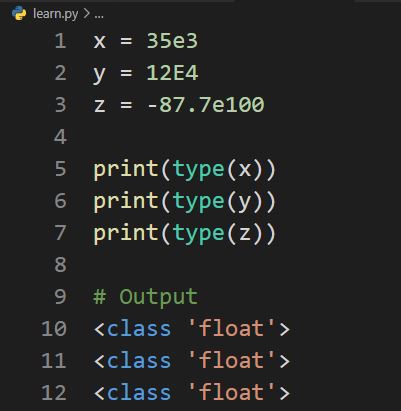 learn.py > ...
1 x = 35e3
2 y = 12E4
3 z = -87.7e100
4
5 print(type(x))
6 print(type(y))
7 print(type(z))
8
9 # Output
10 <class 'float'>
11 <class 'float'>
12 <class 'float'>